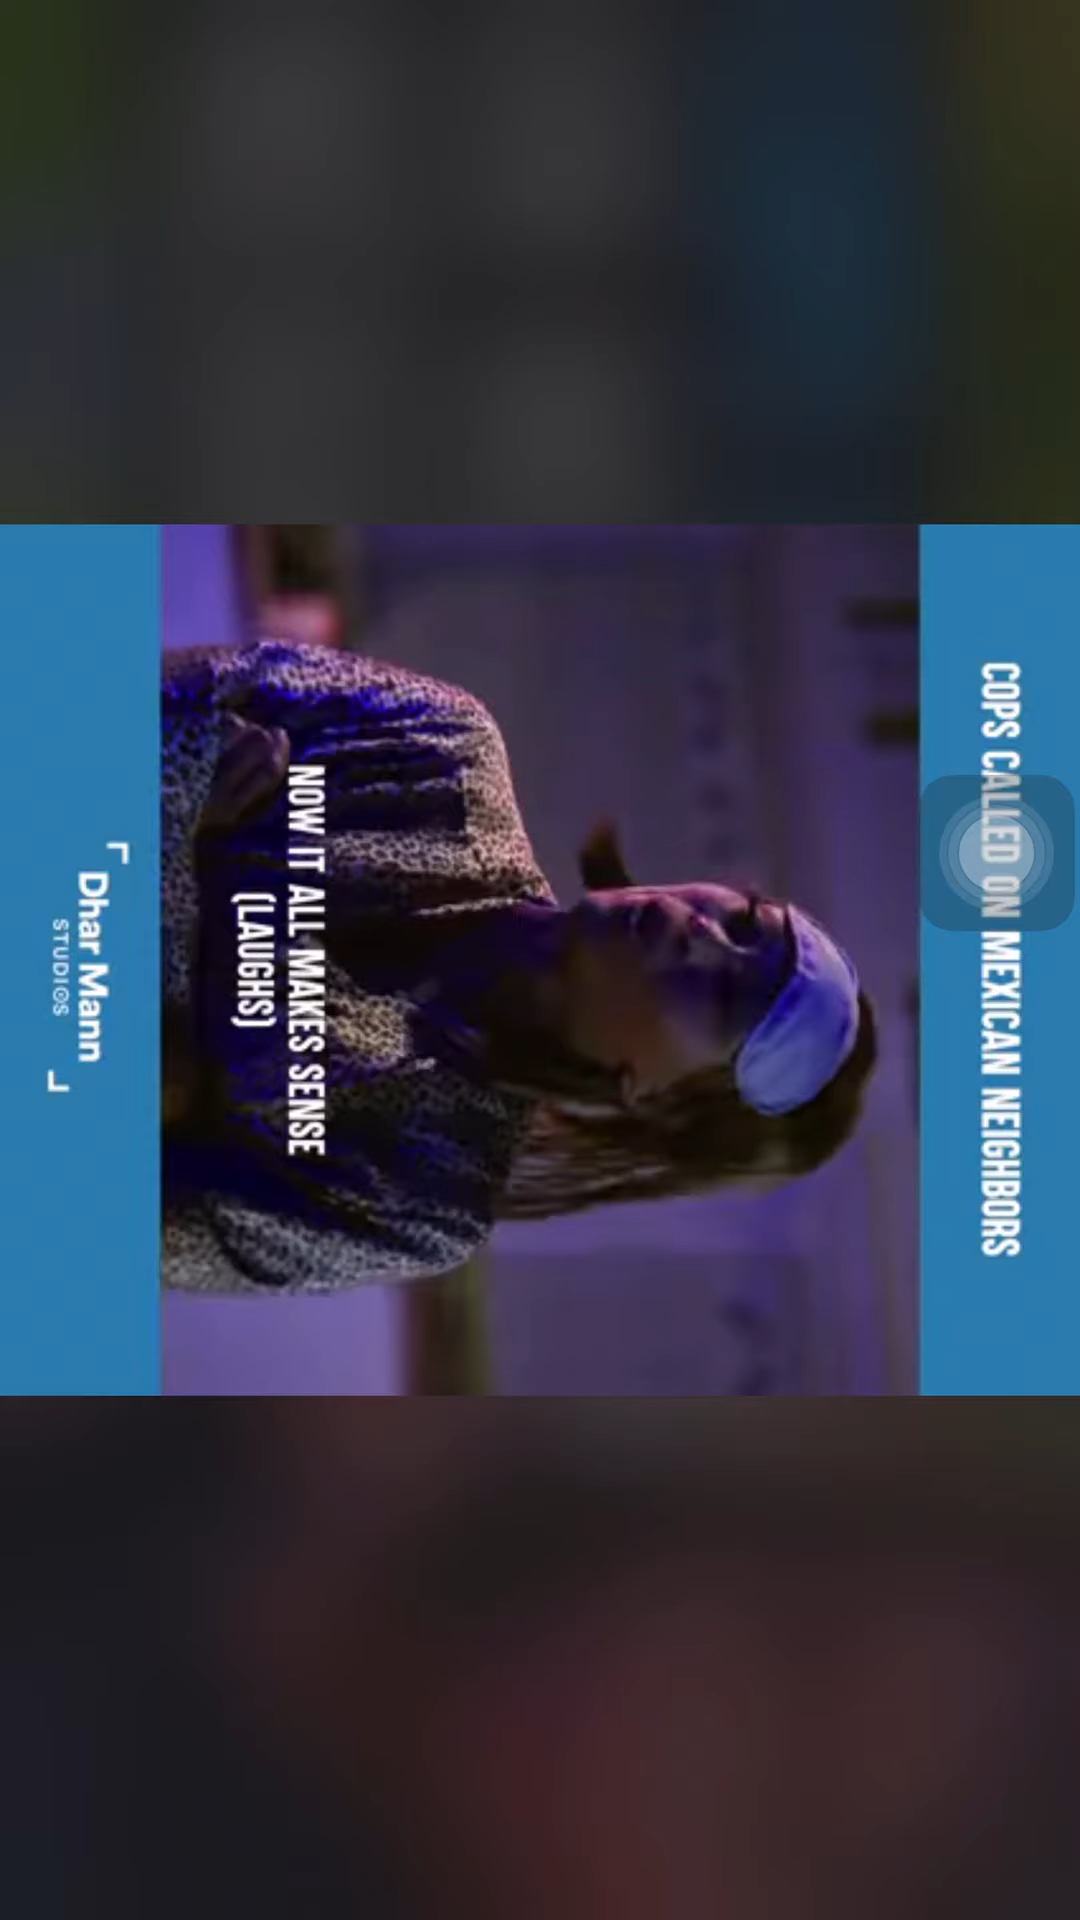 COPS CALLED ON MEXICAN NEIGHBORS
NOW IT ALL MAKES SENSE
(LAUGHS)
Dhar Mann
STUDIOS